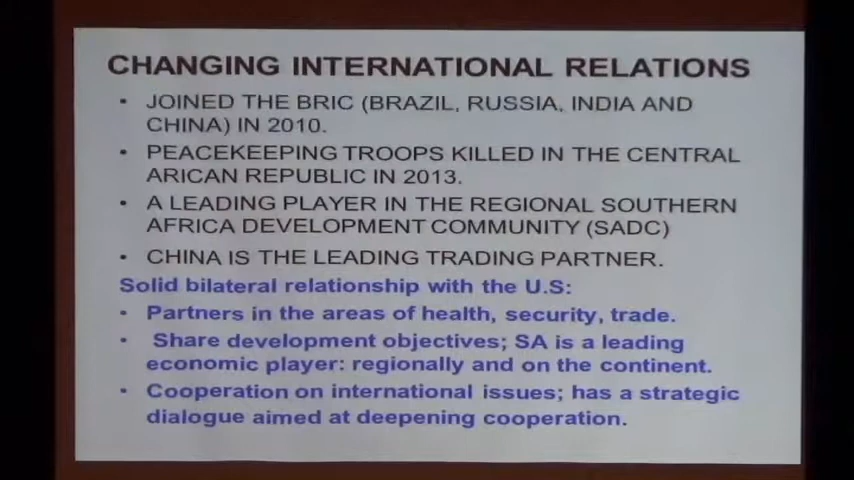 CHANGING INTERNATIONAL RELATIONS
• JOINED THE BRIC (BRAZIL, RUSSIA, INDIA AND
CHINA) IN 2010.
• PEACEKEEPING TROOPS KILLED IN THE CENTRAL
ARICAN REPUBLIC IN 2013.
• A LEADING PLAYER IN THE REGIONAL SOUTHERN
AFRICA DEVELOPMENT COMMUNITY (SADC)
• CHINA IS THE LEADING TRADING PARTNER.
Solid bilateral relationship with the U.S:
• Partners in the areas of health, security, trade.
• Share development objectives; SA is a leading
economic player: regionally and on the continent.
• Cooperation on international issues; has a strategic
dialogue aimed at deepening cooperation.